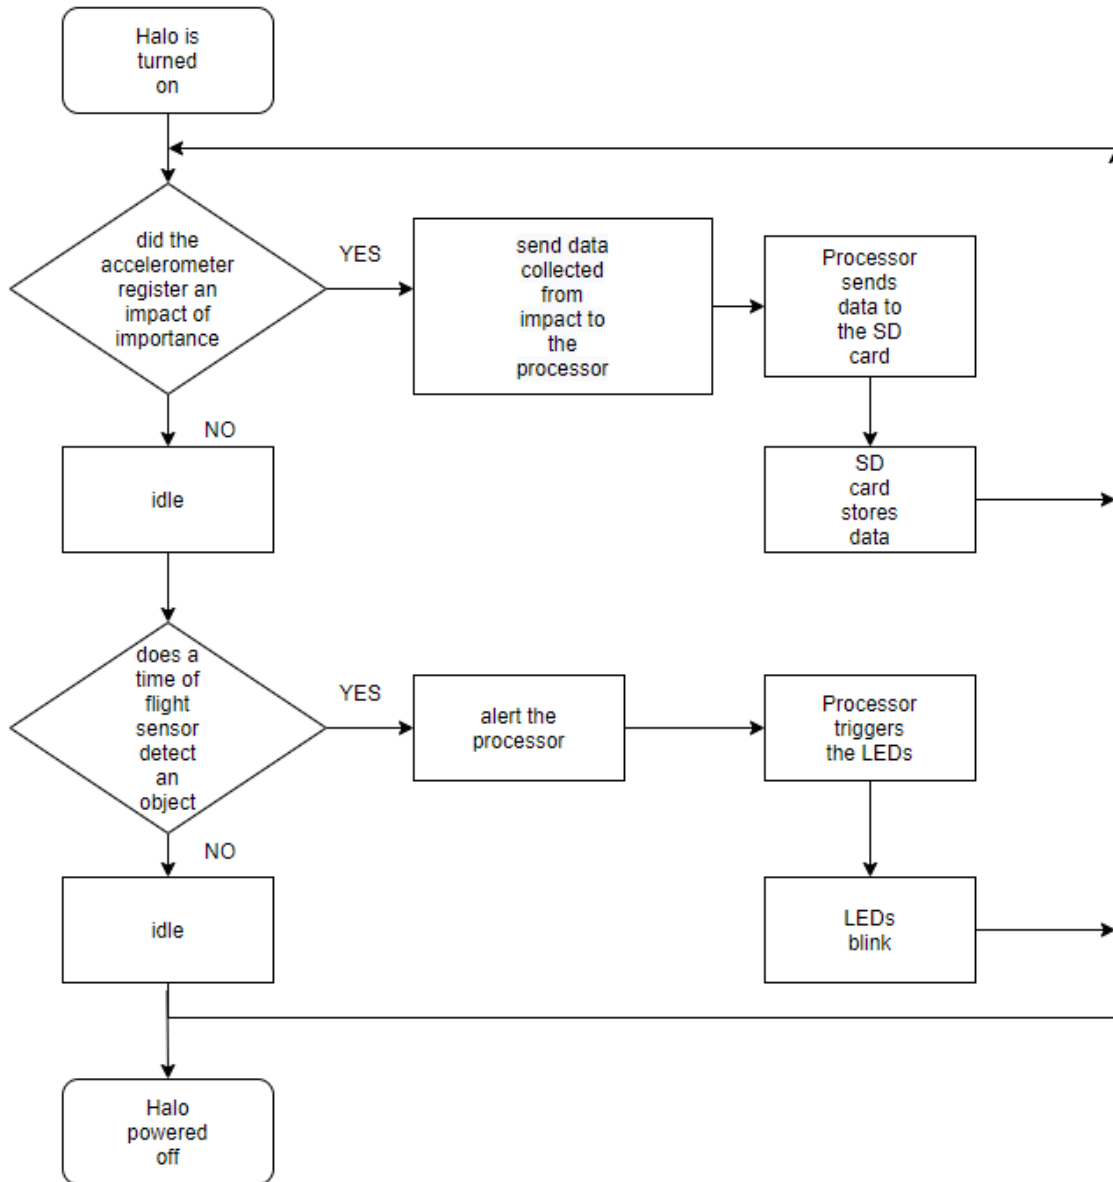 Halo is
turned
on
did the
accelerometer
register an
impact of
importance
YES
send data
collected
from
impact to
the
processor
Processor
sends
data to
the SD
card
NO
idle
SD
card
stores
data
does a
time of
flight
sensor
detect
an
object
YES
alert the
processor
Processor
triggers
the LEDs
NO
idle
LEDs
blink
Halo
powered
off